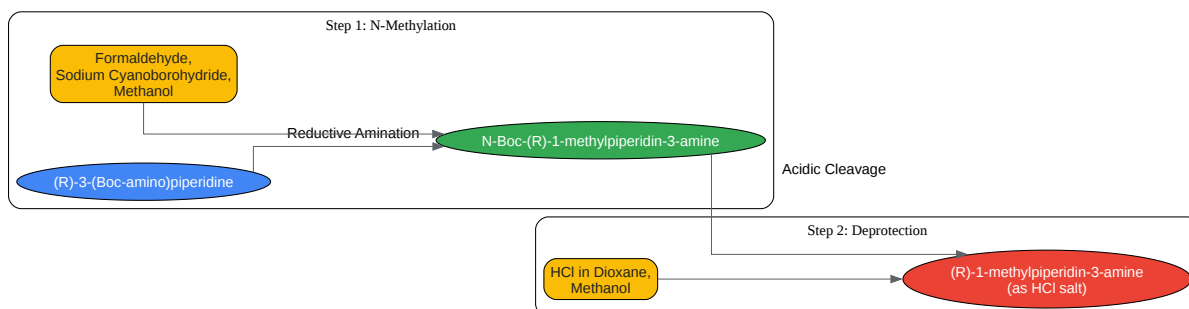 Step 1: N-Methylation
Formaldehyde,
Sodium Cyanoborohydride,
Methanol
Reductive Amination
N-Boc-(R)-1-methylpiperidin-3-amine
(R)-3-(Boc-amino)piperidine
Acidic Cleavage
Step 2: Deprotection
HCl in Dioxane,
Methanol
(R)-1-methylpiperidin-3-amine
(as HCl salt)